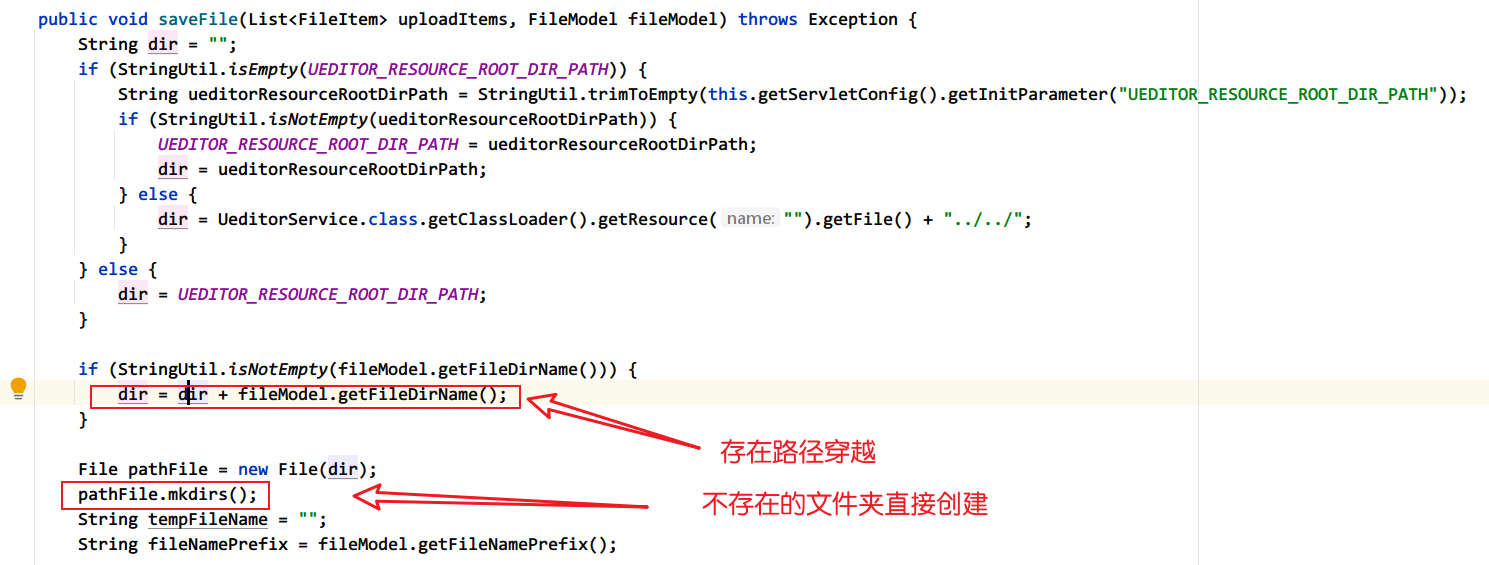 public void saveFile(List<FileItem> uploadItems, FileModel fileModel) throws Exception {
String dir = "";
if (StringUtil.isEmpty(UEDITOR_RESOURCE_ROOT_DIR_PATH)) {
String ueditorResourceRootDirPath = StringUtil.trimToEmpty(this.getServletConfig().getInitParameter("UEDITOR_RESOURCE_ROOT_DIR_PATH"));
if (StringUtil.isNotEmpty(ueditorResourceRootDirPath)) {
UEDITOR_RESOURCE_ROOT_DIR_PATH = ueditorResourceRootDirPath;
dir = ueditorResourceRootDirPath;
} else {
dir = UeditorService.class.getClassLoader().getResource( name: "").getFile() + "../../";
}
} else {
dir = UEDITOR_RESOURCE_ROOT_DIR_PATH;
}
if (StringUtil.isNotEmpty(fileModel.getFileDirName())) {
dir = dir + fileModel.getFileDirName();
}
存在路径穿越
File pathFile = new File(dir);
pathFile.mkdirs();
不存在的文件夹直接创建
String tempFileName = "";
String fileNamePrefix = fileModel.getFileNamePrefix();